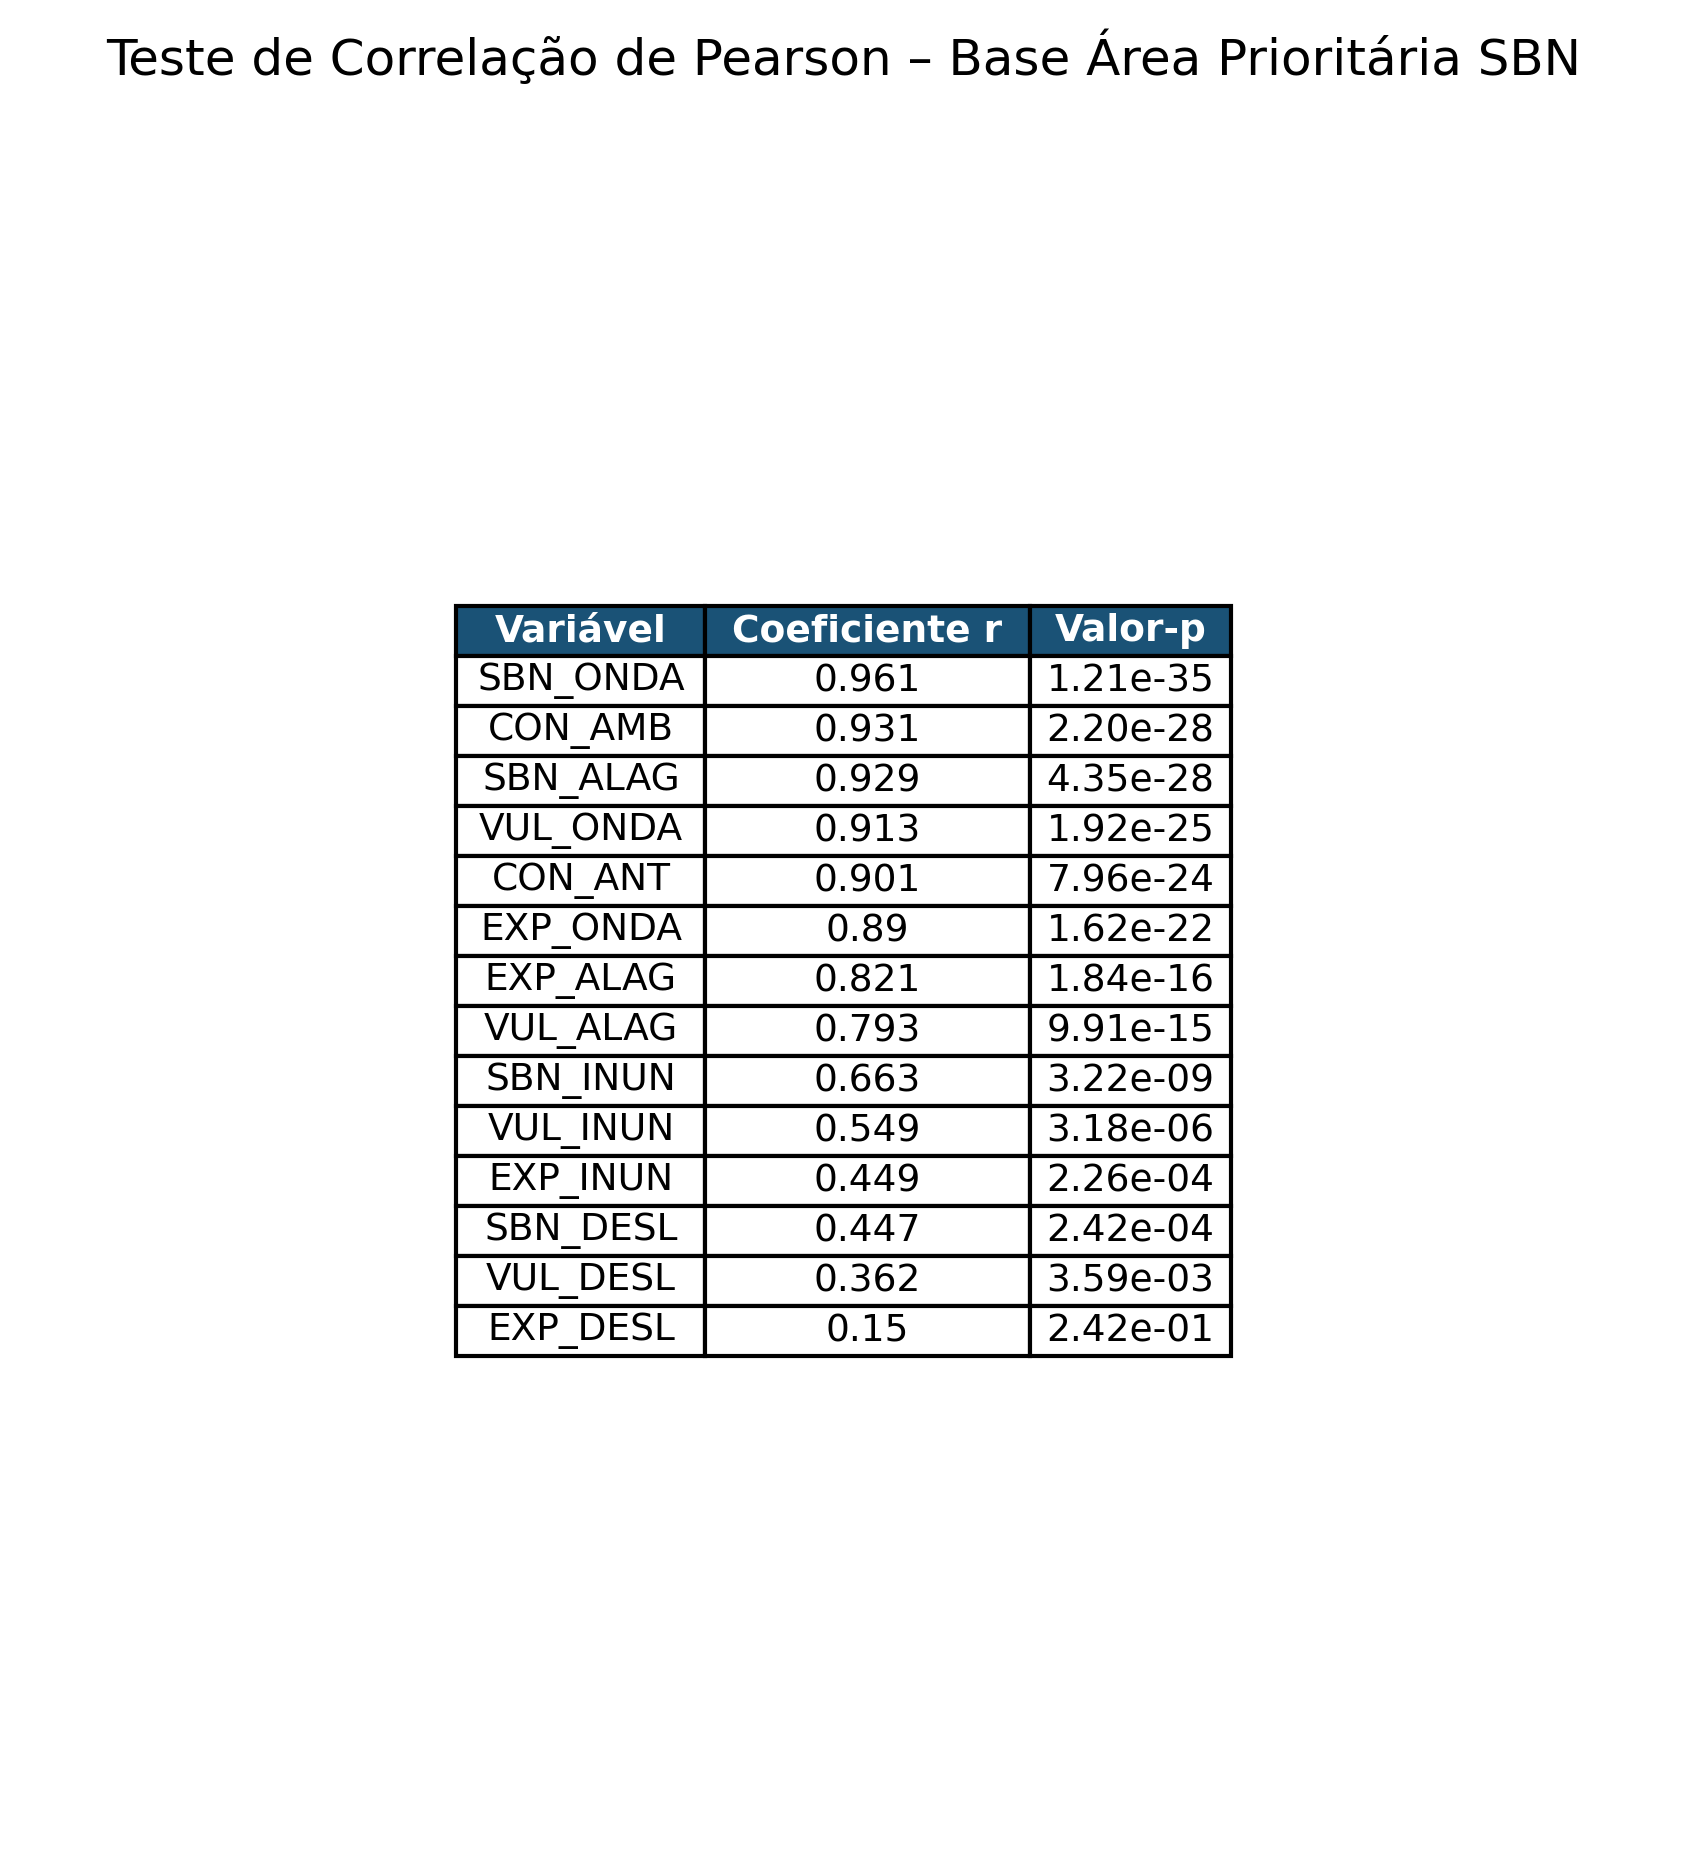 Teste de Correlação de Pearson – Base Área Prioritária SBN
Variável Coeficiente r Valor-p
SBN_ONDA 0.961 1.21e-35
CON_AMB 0.931 2.20e-28
SBN_ALAG 0.929 4.35e-28
VUL_ONDA 0.913 1.92e-25
CON_ANT 0.901 7.96e-24
EXP_ONDA 0.89 1.62e-22
EXP_ALAG 0.821 1.84e-16
VUL_ALAG 0.793 9.91e-15
SBN_INUN 0.663 3.22e-09
VUL_INUN 0.549 3.18e-06
EXP_INUN 0.449 2.26e-04
SBN_DESL 0.447 2.42e-04
VUL_DESL 0.362 3.59e-03
EXP_DESL 0.15 2.42e-01